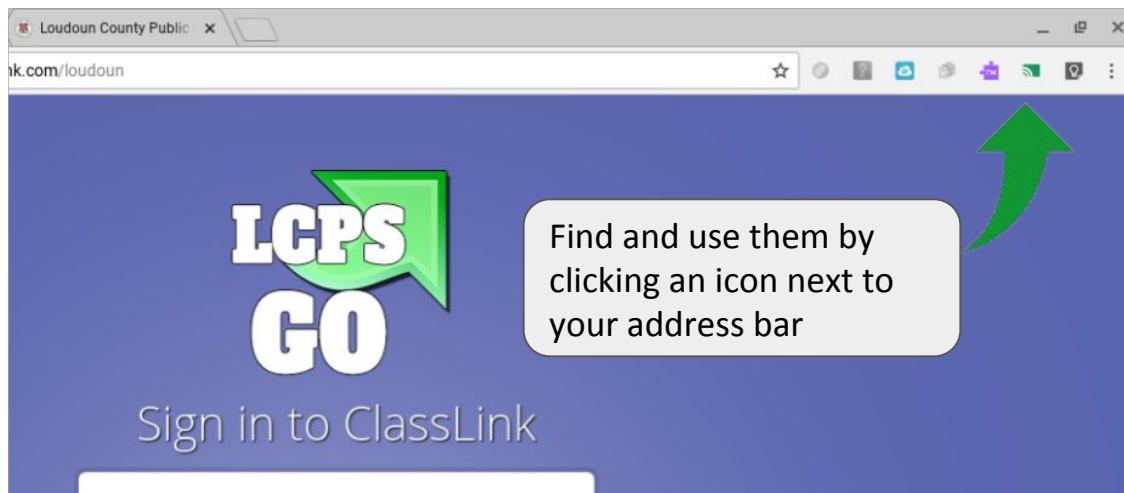 Loudoun County Public
nk.com/loudoun
rw
LCPS
GO
Find and use them by
clicking an icon next to
your address bar
Sign in to ClassLink